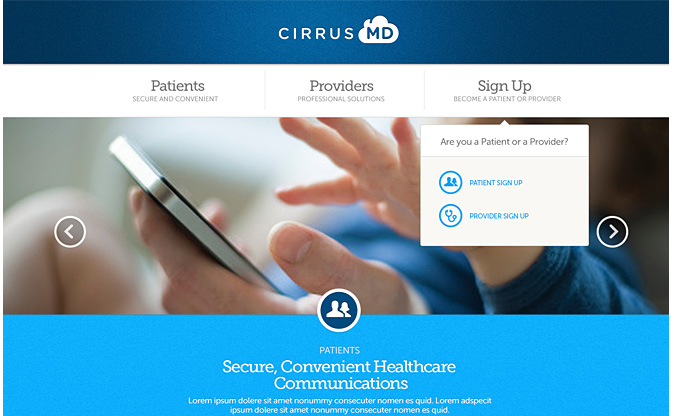 CIRRUS MD
Patients
SECURE AND CONVENIENT
Providers
PROFESSIONAL SOLUTIONS
Sign Up
BECOME A PATIENT OR PROVIDER
Are you a Patient or a Provider?
PATIENT SIGN UP
PROVIDER SIGN UP
PATIENTS
Secure, Convenient Healthcare
Communications
Lorem ipsum dolor sit amet nonummy consecuter nomen es quid. Lorem adspecit
ipsum dolor sit amet nonummy consecuter nomen es quid.